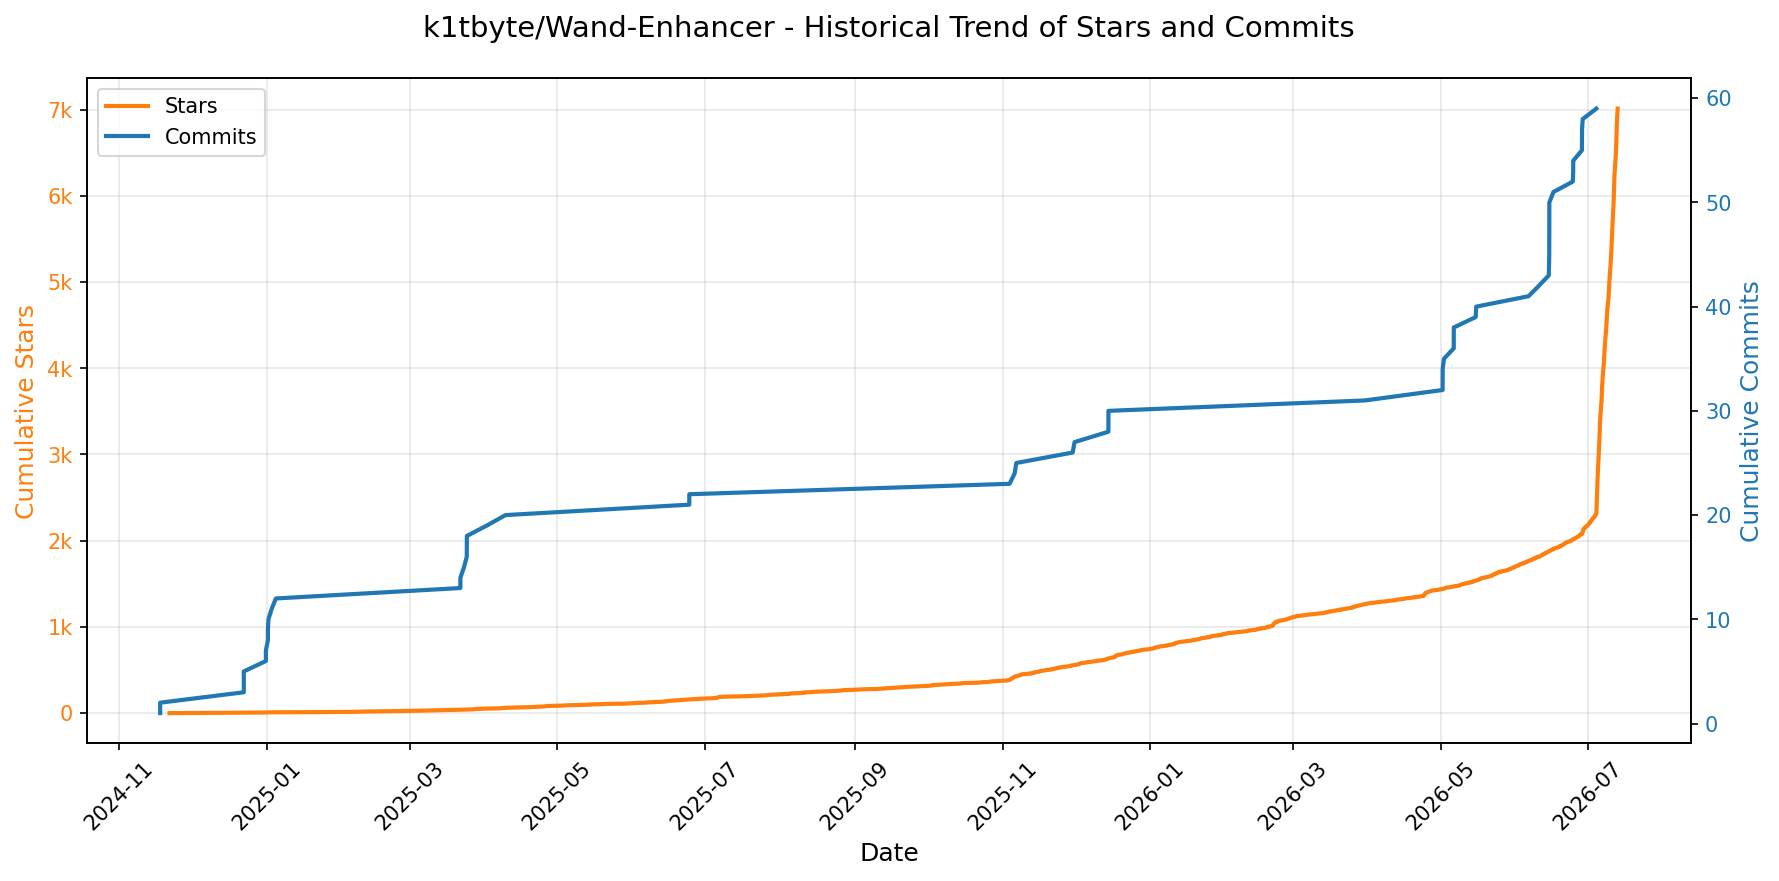 k1tbyte/Wand-Enhancer - Historical Trend of Stars and Commits
Stars
Commits
7k
6k
5k
4k
3k
2k
1k
0
Cumulative Stars
60
50
40
30
20
10
0
Cumulative Commits
2024-11
2025-01
2025-03
2025-05
2025-07
2025-09
2025-11
2026-01
2026-03
2026-05
2026-07
Date